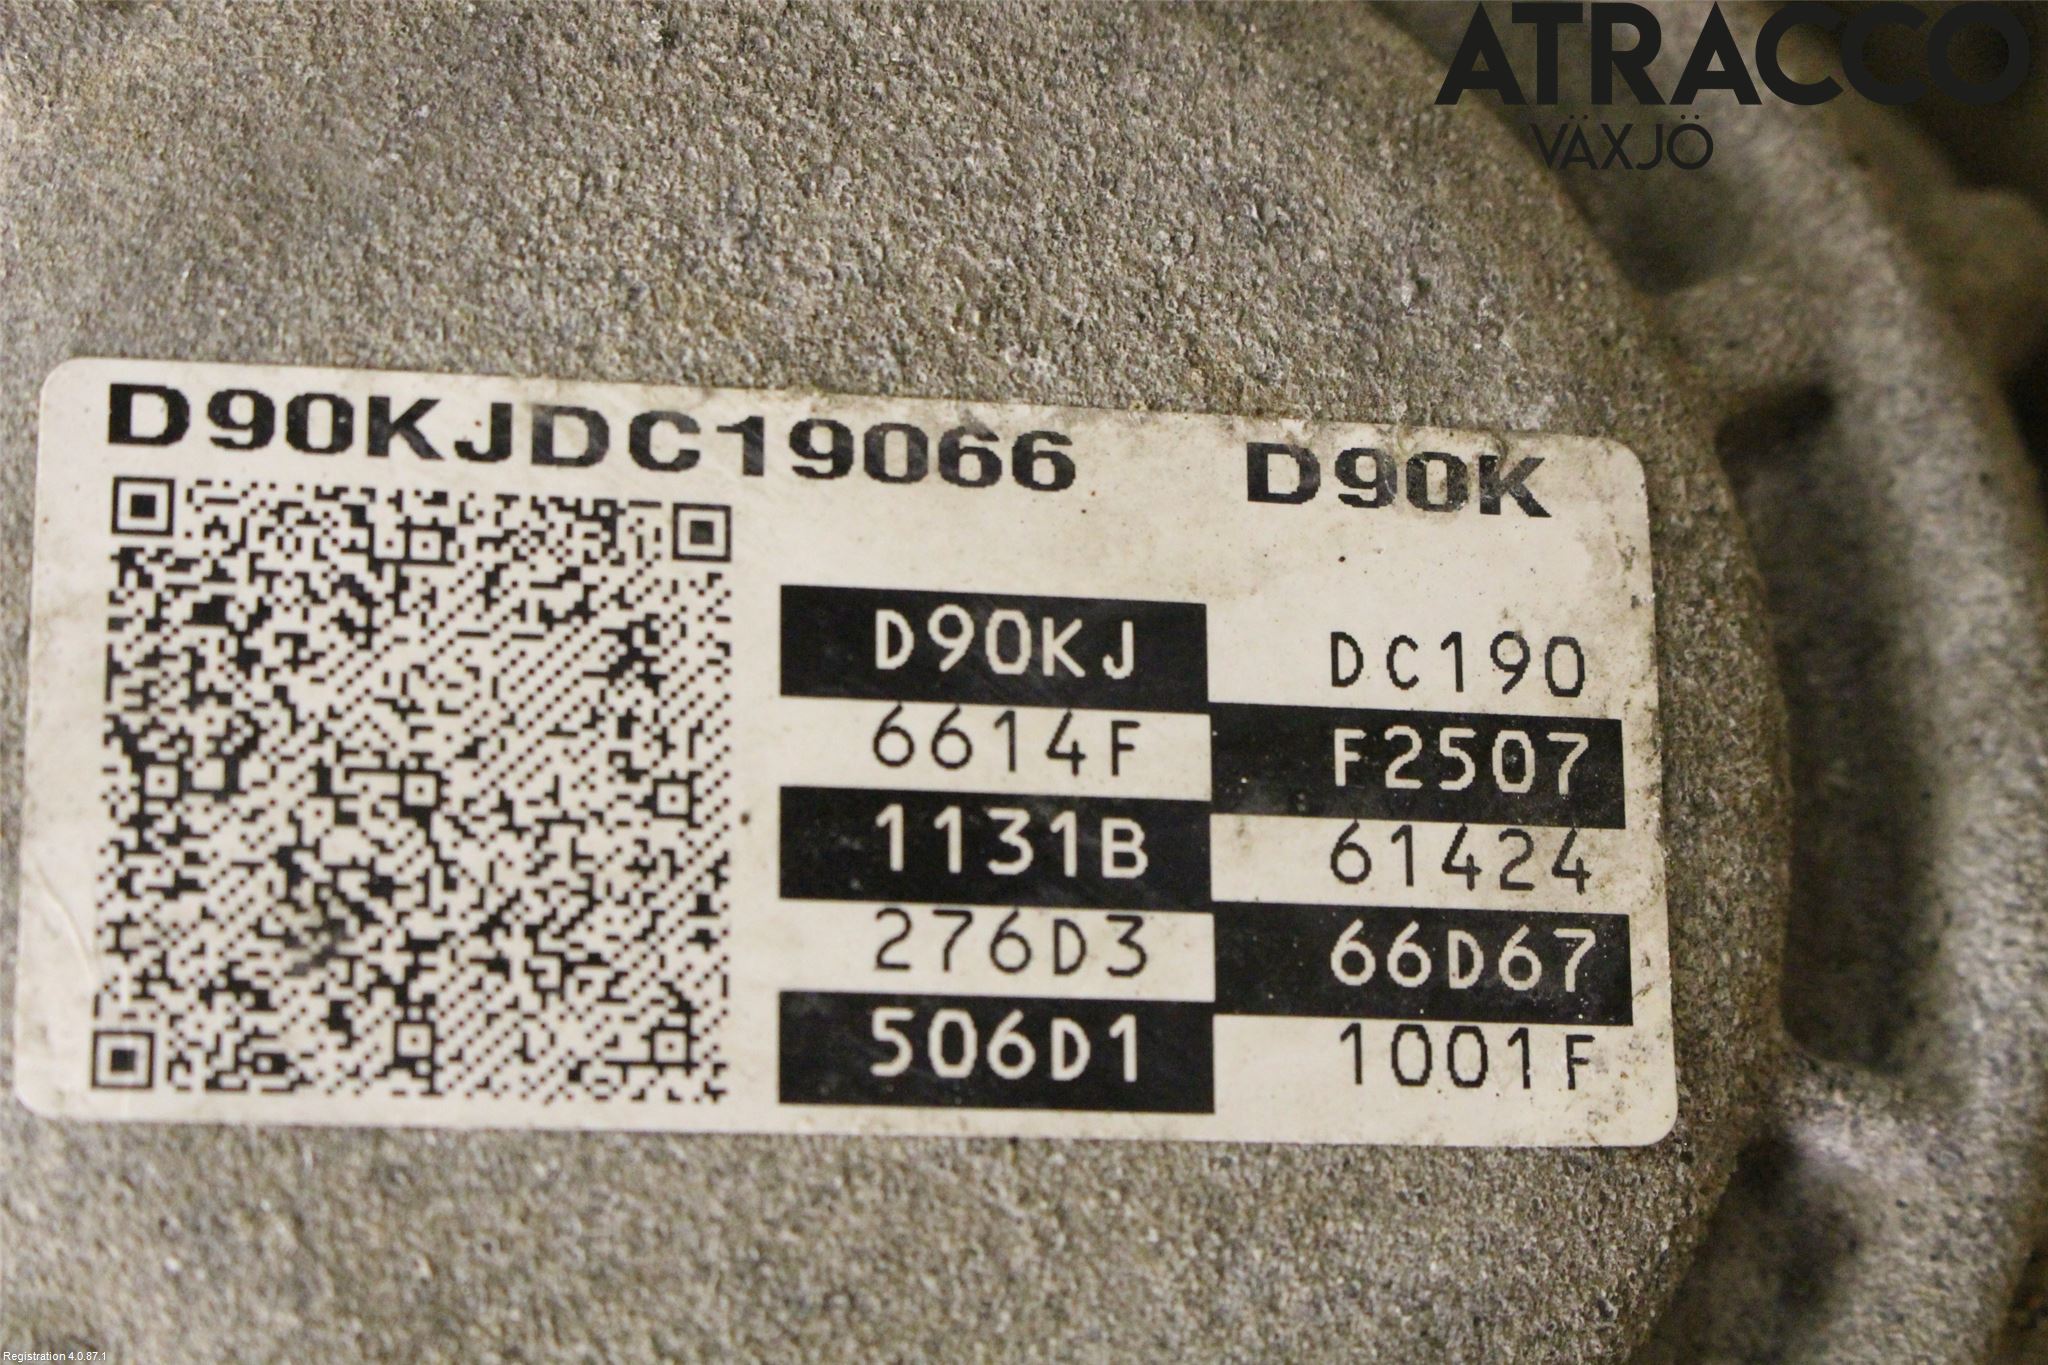 ATRACCO
VÄXJÖ
D90KJDC19066 D90K
D90KJ DC190
6614F F2507
1131B 61424
276D3 66D67
506D1 1001F
Registration 4.0.87.1